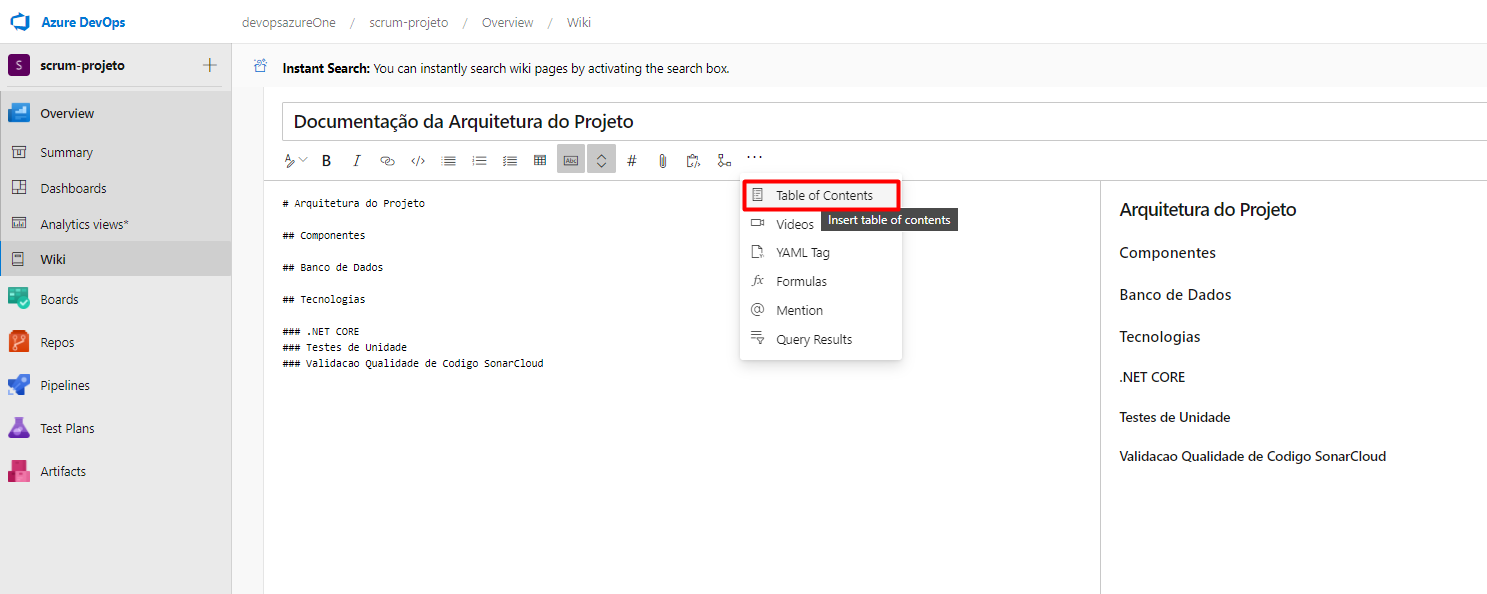 Azure DevOps
devopsazureOne / scrum-projeto / Overview / Wiki
S scrum-projeto +
Overview
Summary
Dashboards
Analytics views*
Wiki
Boards
Repos
Pipelines
Test Plans
Artifacts
Instant Search: You can instantly search wiki pages by activating the search box.
Documentação da Arquitetura do Projeto
A B I </> Abc # ...
# Arquitetura do Projeto
## Componentes
## Banco de Dados
## Tecnologias
### .NET CORE
### Testes de Unidade
### Validacao Qualidade de Codigo SonarCloud
Table of Contents
Insert table of contents
Videos
YAML Tag
fx Formulas
@ Mention
Query Results
Arquitetura do Projeto
Componentes
Banco de Dados
Tecnologias
.NET CORE
Testes de Unidade
Validacao Qualidade de Codigo SonarCloud